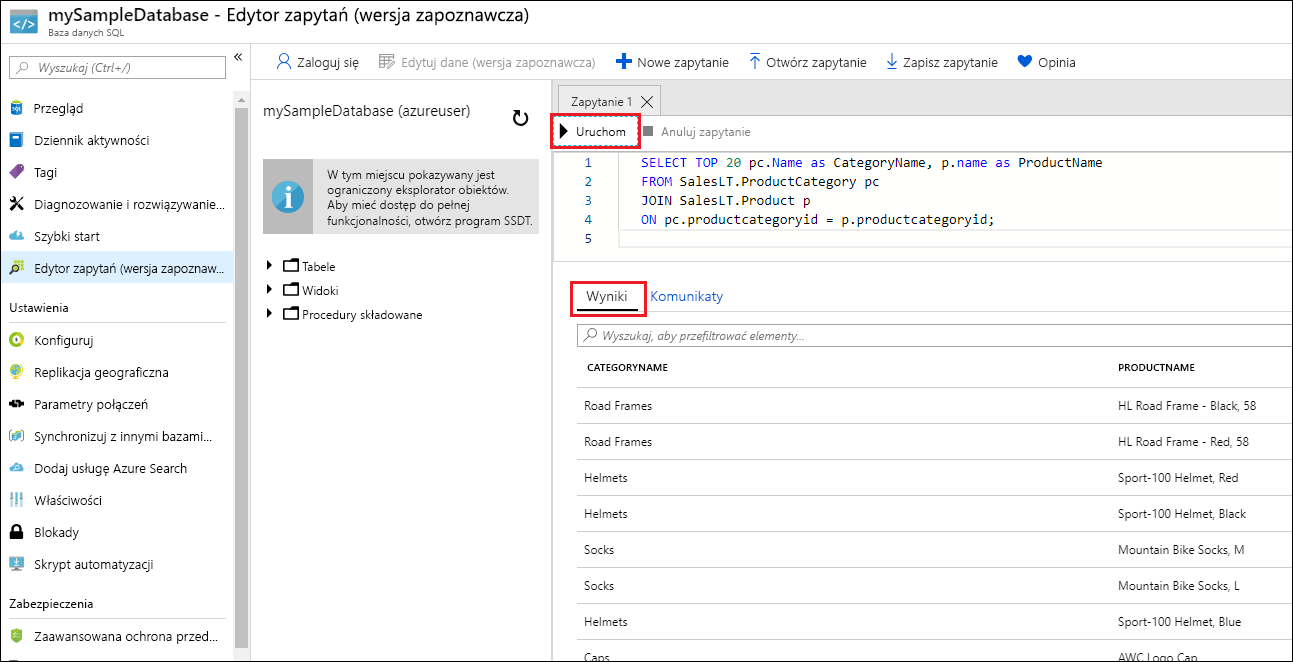 mySampleDatabase - Edytor zapytań (wersja zapoznawcza)
Baza danych SQL
Wyszukaj (Ctrl+/)
«
Przegląd
Dziennik aktywności
Tagi
Diagnozowanie i rozwiązywanie...
Szybki start
Edytor zapytań (wersja zapoznaw...
Ustawienia
Konfiguruj
Replikacja geograficzna
Parametry połączeń
Synchronizuj z innymi bazami...
Dodaj usługę Azure Search
Właściwości
Blokady
Skrypt automatyzacji
Zabezpieczenia
Zaawansowana ochrona przed...
Zaloguj się
Edytuj dane (wersja zapoznawcza)
Nowe zapytanie
Otwórz zapytanie
Zapisz zapytanie
Opinia
mySampleDatabase (azureuser)
W tym miejscu pokazywany jest
ograniczony eksplorator obiektów.
Aby mieć dostęp do pełnej
funkcjonalności, otwórz program SSDT.
Tabele
Widoki
Procedury składowane
Zapytanie 1
Uruchom
Anuluj zapytanie
1 SELECT TOP 20 pc.Name as CategoryName, p.name as ProductName
2 FROM SalesLT.ProductCategory pc
3 JOIN SalesLT.Product p
4 ON pc.productcategoryid = p.productcategoryid;
5
Wyniki Komunikaty
Wyszukaj, aby przefiltrować elementy...
CATEGORYNAME PRODUCTNAME
Road Frames HL Road Frame - Black, 58
Road Frames HL Road Frame - Red, 58
Helmets Sport-100 Helmet, Red
Helmets Sport-100 Helmet, Black
Socks Mountain Bike Socks, M
Socks Mountain Bike Socks, L
Helmets Sport-100 Helmet, Blue
Caps AWC Logo Cap